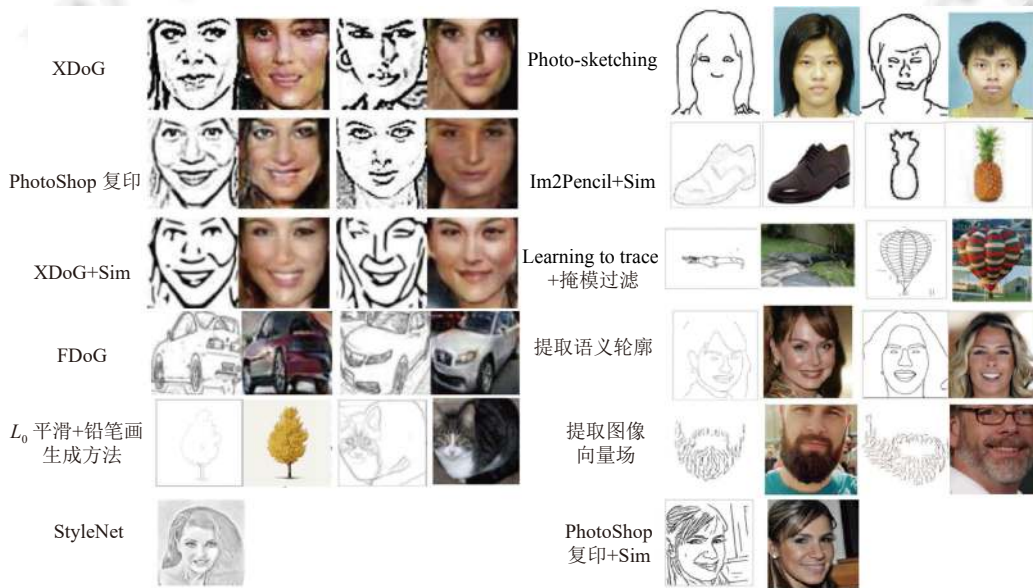 XDoG
PhotoShop 复印
XDoG+Sim
FDoG
L₀ 平滑+铅笔画
生成方法
StyleNet
Photo-sketching
Im2Pencil+Sim
Learning to trace
+掩模过滤
提取语义轮廓
提取图像
向量场
PhotoShop
复印+Sim